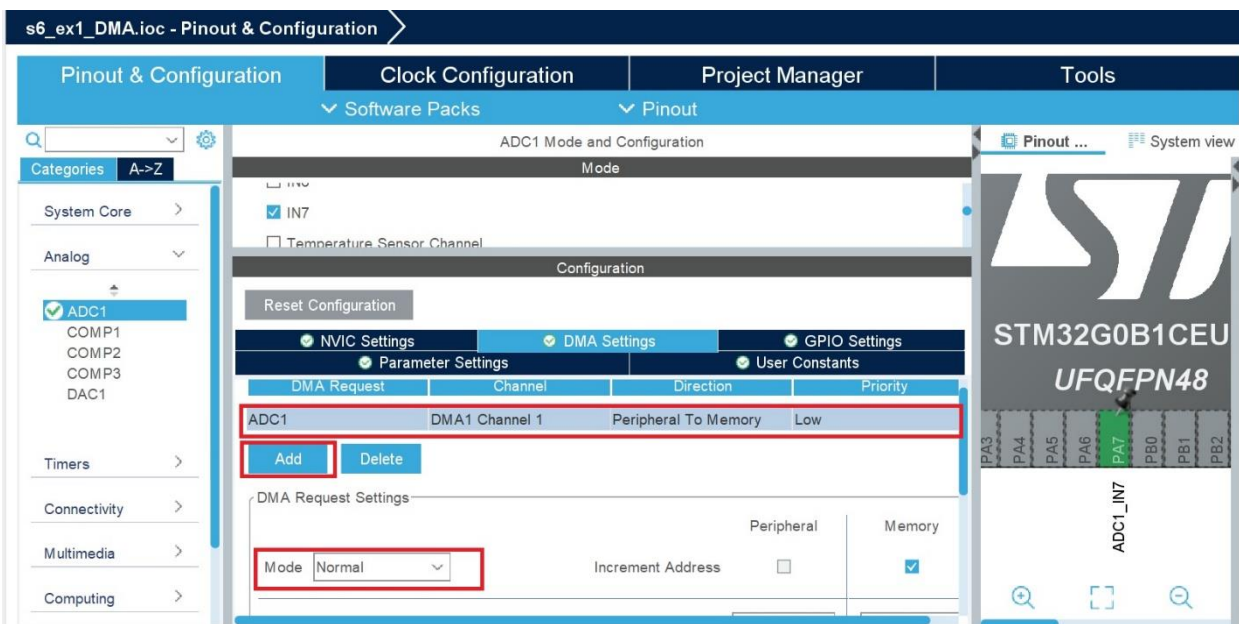 s6_ex1_DMA.ioc - Pinout & Configuration
Pinout & Configuration Clock Configuration Project Manager Tools
Software Packs Pinout
ADC1 Mode and Configuration
Pinout ... System view
Categories A->Z
Mode
System Core
IN7
Temperature Sensor Channel
Analog
Configuration
Reset Configuration
ADC1
COMP1
COMP2
COMP3
DAC1
NVIC Settings DMA Settings GPIO Settings
Parameter Settings User Constants
DMA Request Channel Direction Priority
ADC1 DMA1 Channel 1 Peripheral To Memory Low
Add Delete
Timers
Connectivity
Multimedia
Computing
DMA Request Settings
Peripheral Memory
Mode Normal Increment Address
STM32G0B1CEU
UFQFPN48
PA3 PA4 PA5 PA6 PA7 PB0 PB1 PB2
ADC1_IN7